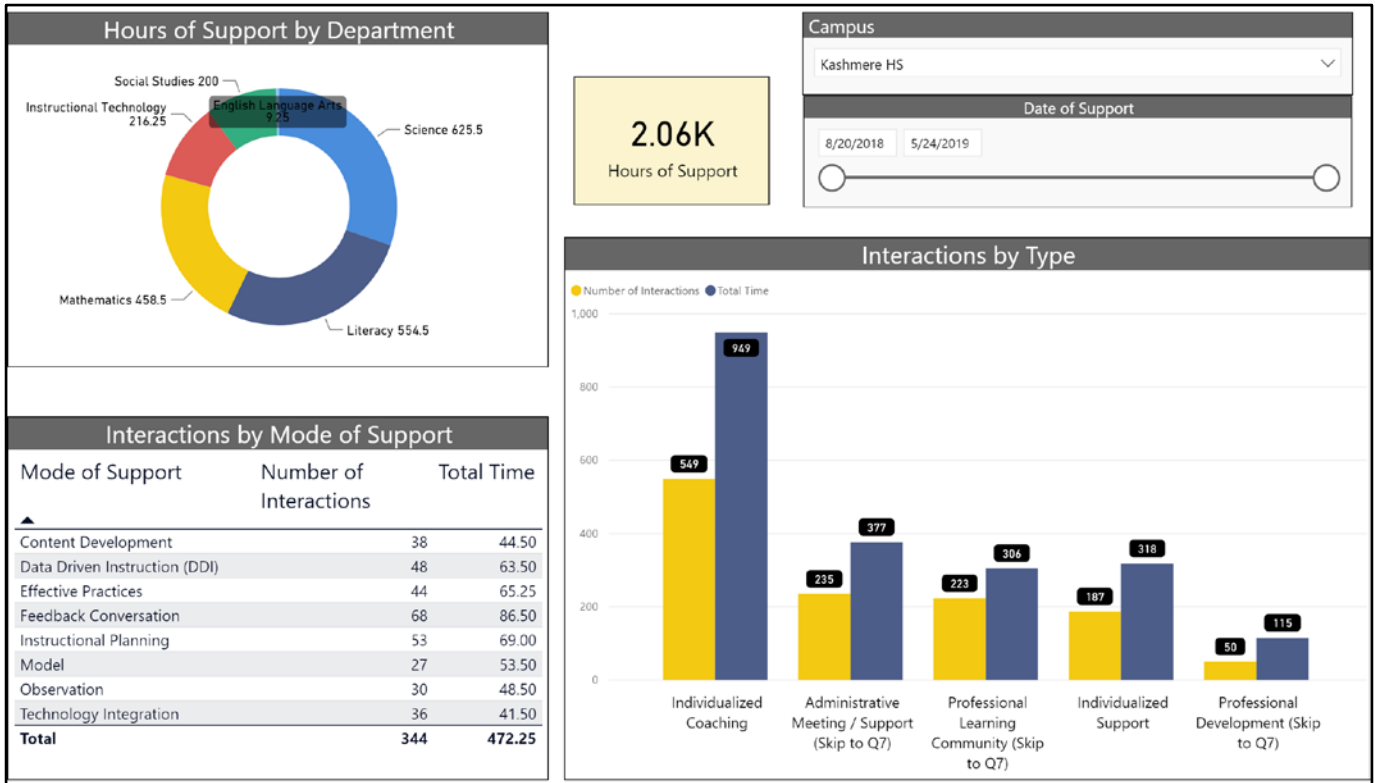 Hours of Support by Department
Social Studies 200
Instructional Technology
216.25
English Language Arts
9.25
Science 625.5
Mathematics 458.5
Literacy 554.5
2.06K
Hours of Support
Campus
Kashmere HS
Date of Support
8/20/2018 5/24/2019
Interactions by Mode of Support
Mode of Support Number of Interactions Total Time
Content Development 38 44.50
Data Driven Instruction (DDI) 48 63.50
Effective Practices 44 65.25
Feedback Conversation 68 86.50
Instructional Planning 53 69.00
Model 27 53.50
Observation 30 48.50
Technology Integration 36 41.50
Total 344 472.25
Interactions by Type
Number of Interactions Total Time
1,000
800
600
400
200
0
549 949
235 377
223 306
187 318
50 115
Individualized
Coaching
Administrative
Meeting / Support
(Skip to Q7)
Professional
Learning
Community (Skip
to Q7)
Individualized
Support
Professional
Development (Skip
to Q7)